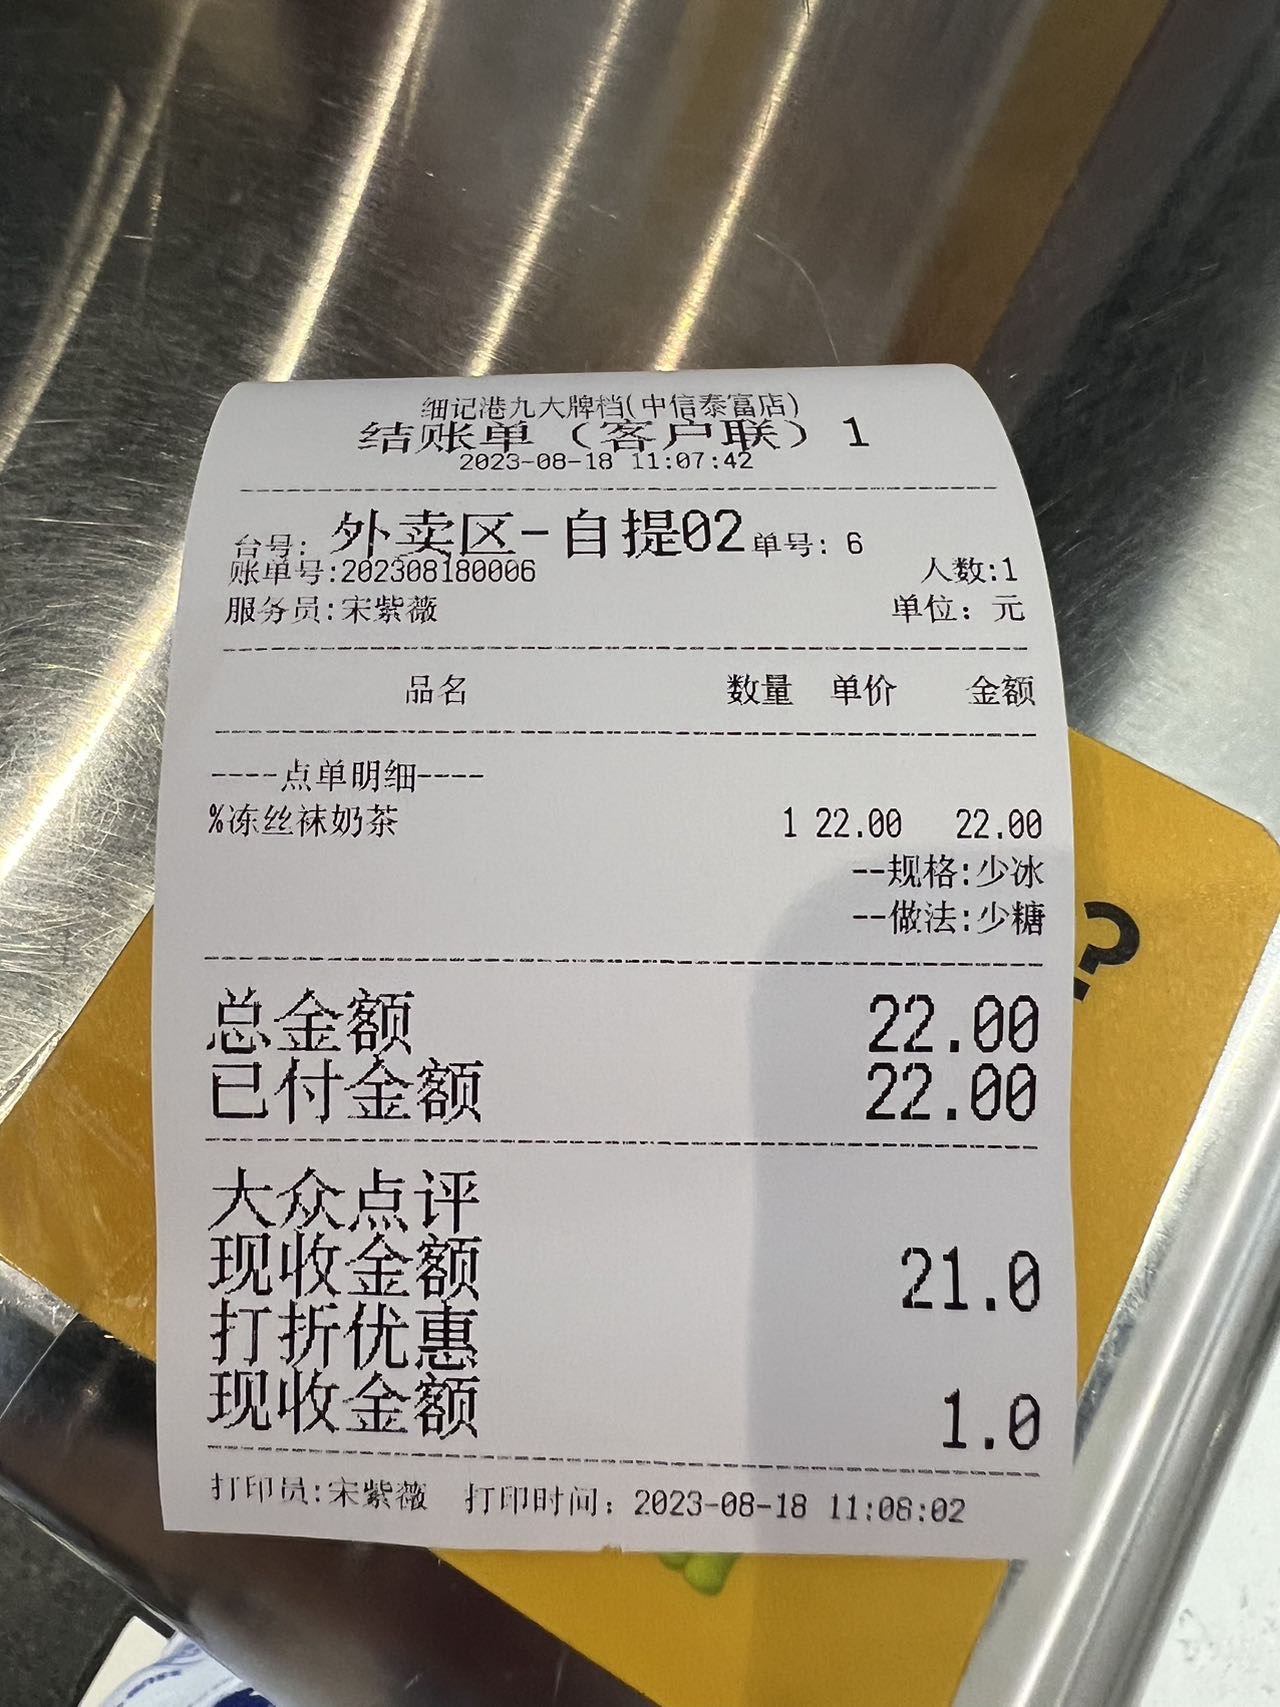 细记港九大牌档(中信泰富店)
结账单（客户联）1
2023-08-18 11:07:42
台号: 外卖区-自提02 单号: 6
账单号:202308180006 人数:1
服务员:宋紫薇 单位: 元
品名 数量 单价 金额
----点单明细----
%冻丝袜奶茶 1 22.00 22.00
--规格:少冰
--做法:少糖
总金额 22.00
已付金额 22.00
大众点评
现收金额 21.0
打折优惠
现收金额 1.0
打印员:宋紫薇 打印时间: 2023-08-18 11:08:02
?